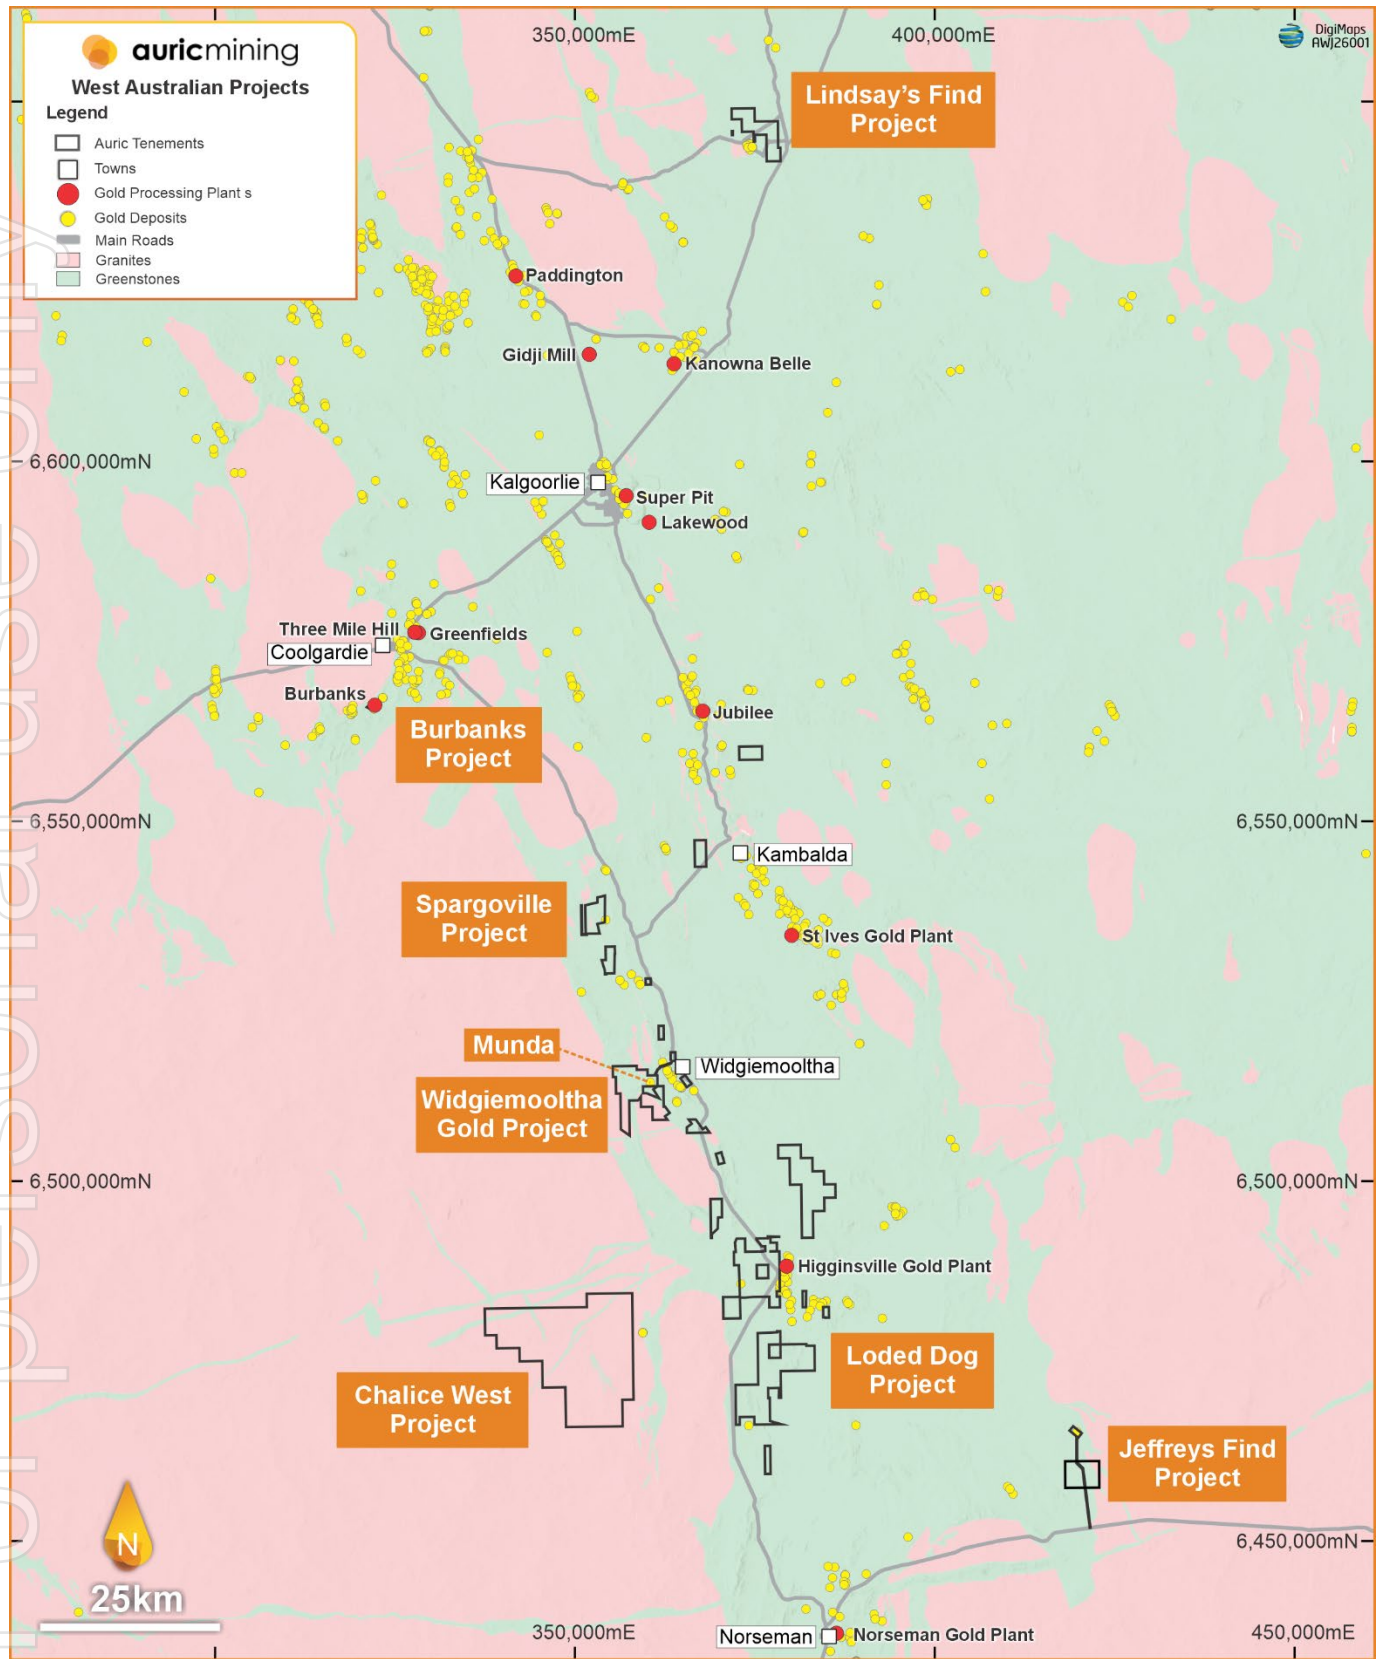 350,000mE
400,000mE
DigiMaps
AWJ26001
auricmining
West Australian Projects
Legend
Auric Tenements
Towns
Gold Processing Plant s
Gold Deposits
Main Roads
Granites
Greenstones
Lindsay's Find
Project
Paddington
Gidji Mill
Kanowna Belle
6,600,000mN
Kalgoorlie
Super Pit
Lakewood
Three Mile Hill
Greenfields
Coolgardie
Burbanks
Jubilee
Burbanks
Project
6,550,000mN
6,550,000mN
Kambalda
Spargoville
Project
St Ives Gold Plant
Munda
Widgiemooltha
Widgiemooltha
Gold Project
6,500,000mN
6,500,000mN
Higginsville Gold Plant
Loded Dog
Project
Chalice West
Project
Jeffreys Find
Project
N
25km
6,450,000mN
350,000mE
Norseman
Norseman Gold Plant
450,000mE
For personal use only